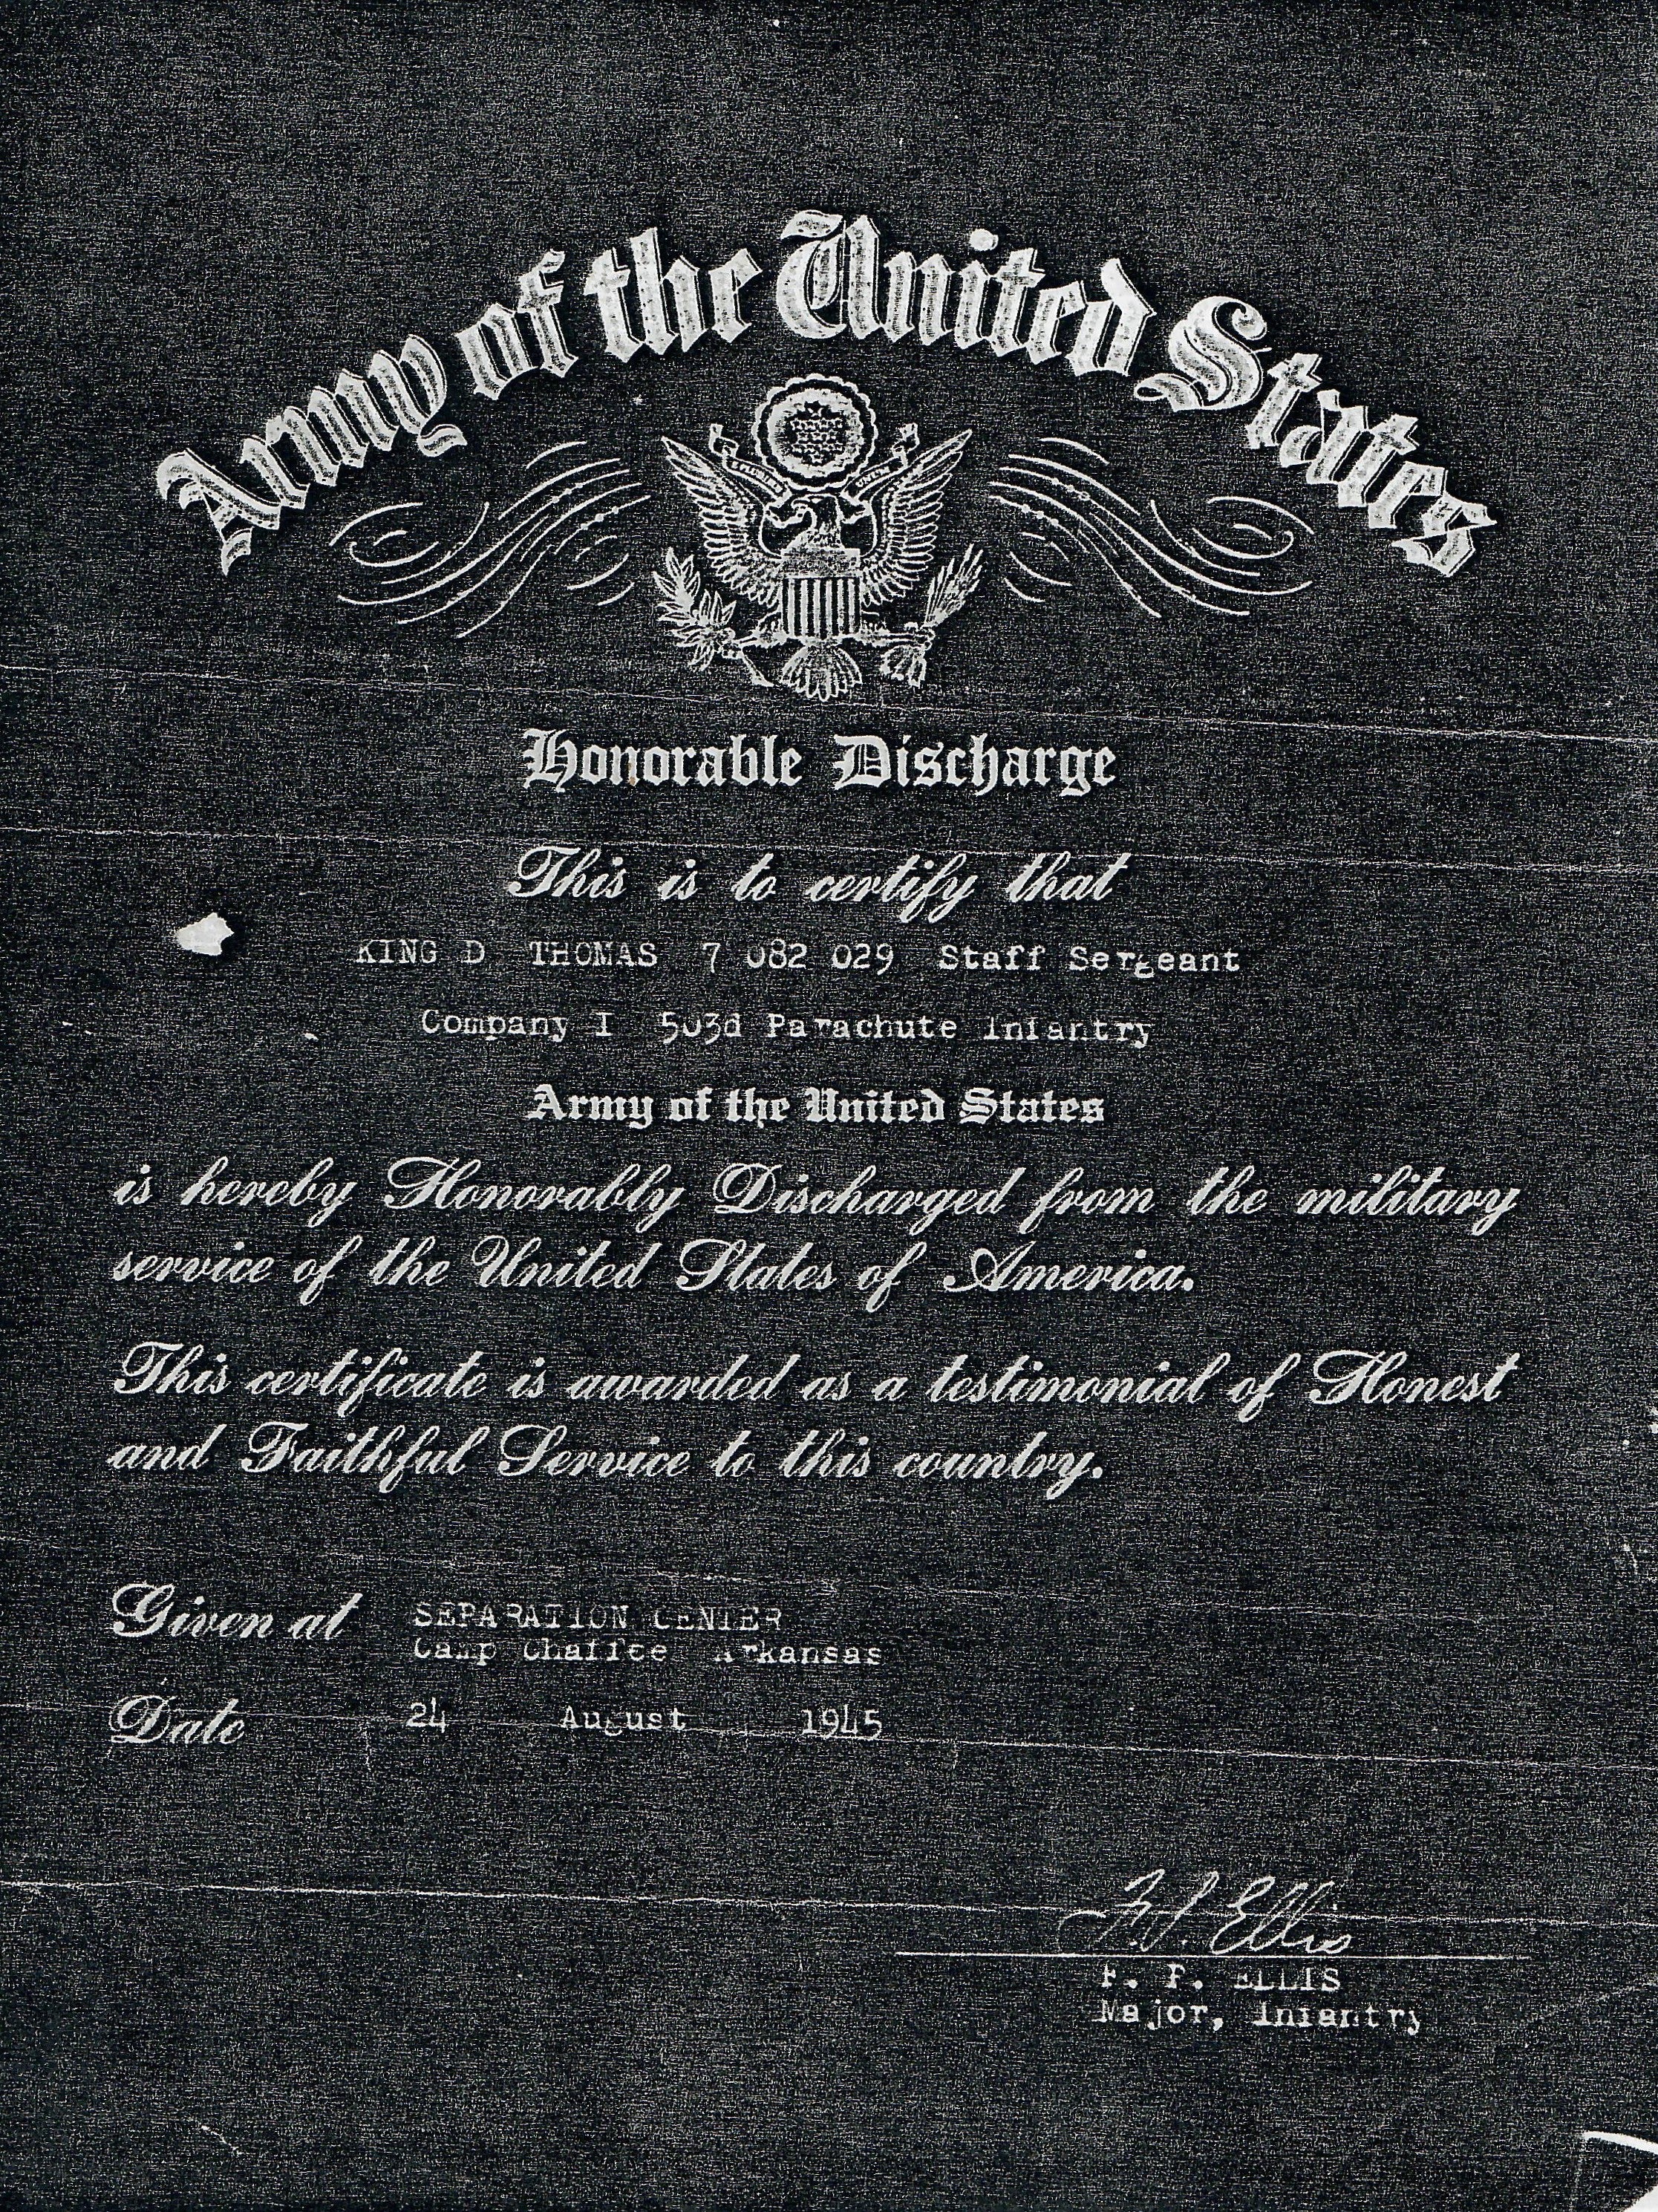 Army of the United States
E PLURIBUS UNUM
Honorable Discharge
This is to certify that
KING D THOMAS 7 082 029 Staff Sergeant
Company I 503d Parachute Infantry
Army of the United States
is hereby Honorably Discharged from the military
service of the United States of America.
This certificate is awarded as a testimonial of Honest
and Faithful Service to this country.
Given at SEPARATION CENTER
Camp Chaffee Arkansas
Date 24 August 1945
F. P. Ellis
F. P. ELLIS
Major, Infantry